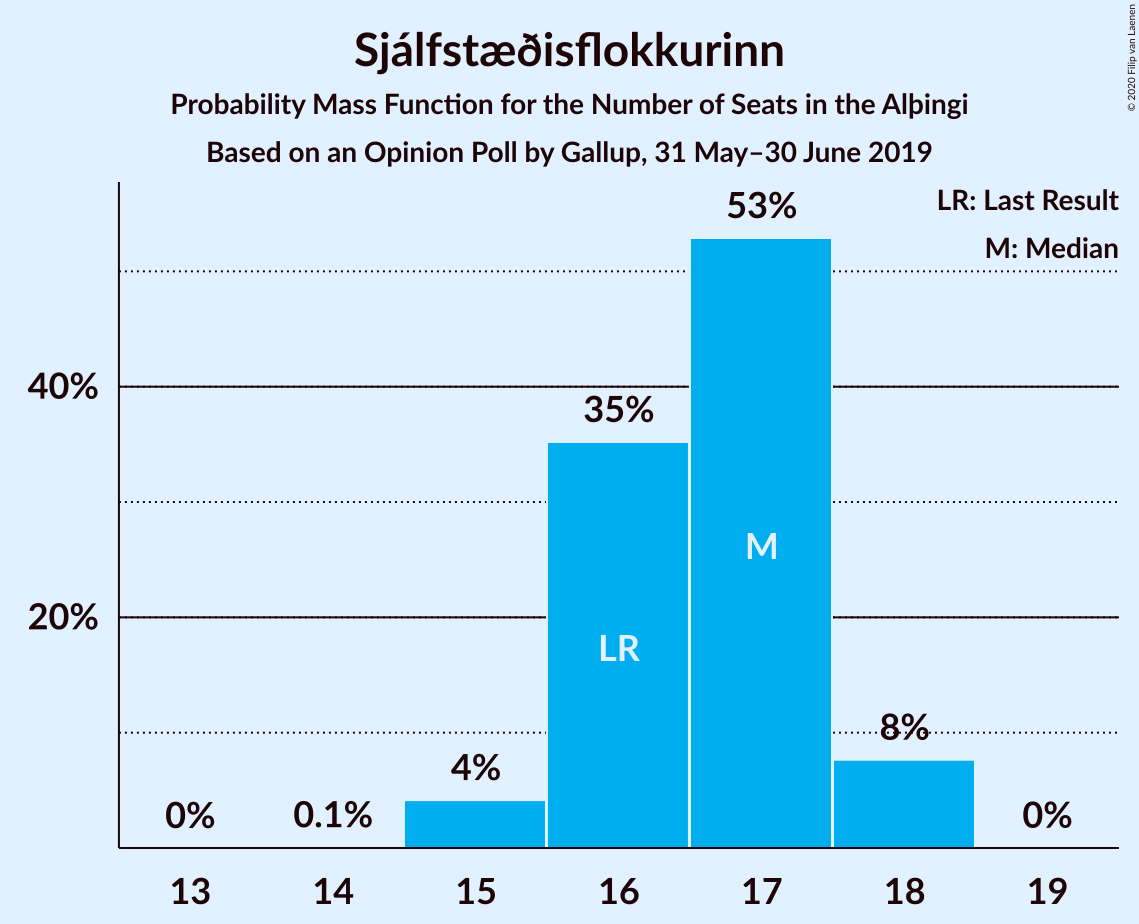 Sjálfstæðisflokkurinn
Probability Mass Function for the Number of Seats in the Alþingi
Based on an Opinion Poll by Gallup, 31 May–30 June 2019
© 2020 Filip van Laenen
LR: Last Result
M: Median
53%
40%
35%
M
20%
LR
8%
4%
0%
0.1%
0%
13
14
15
16
17
18
19